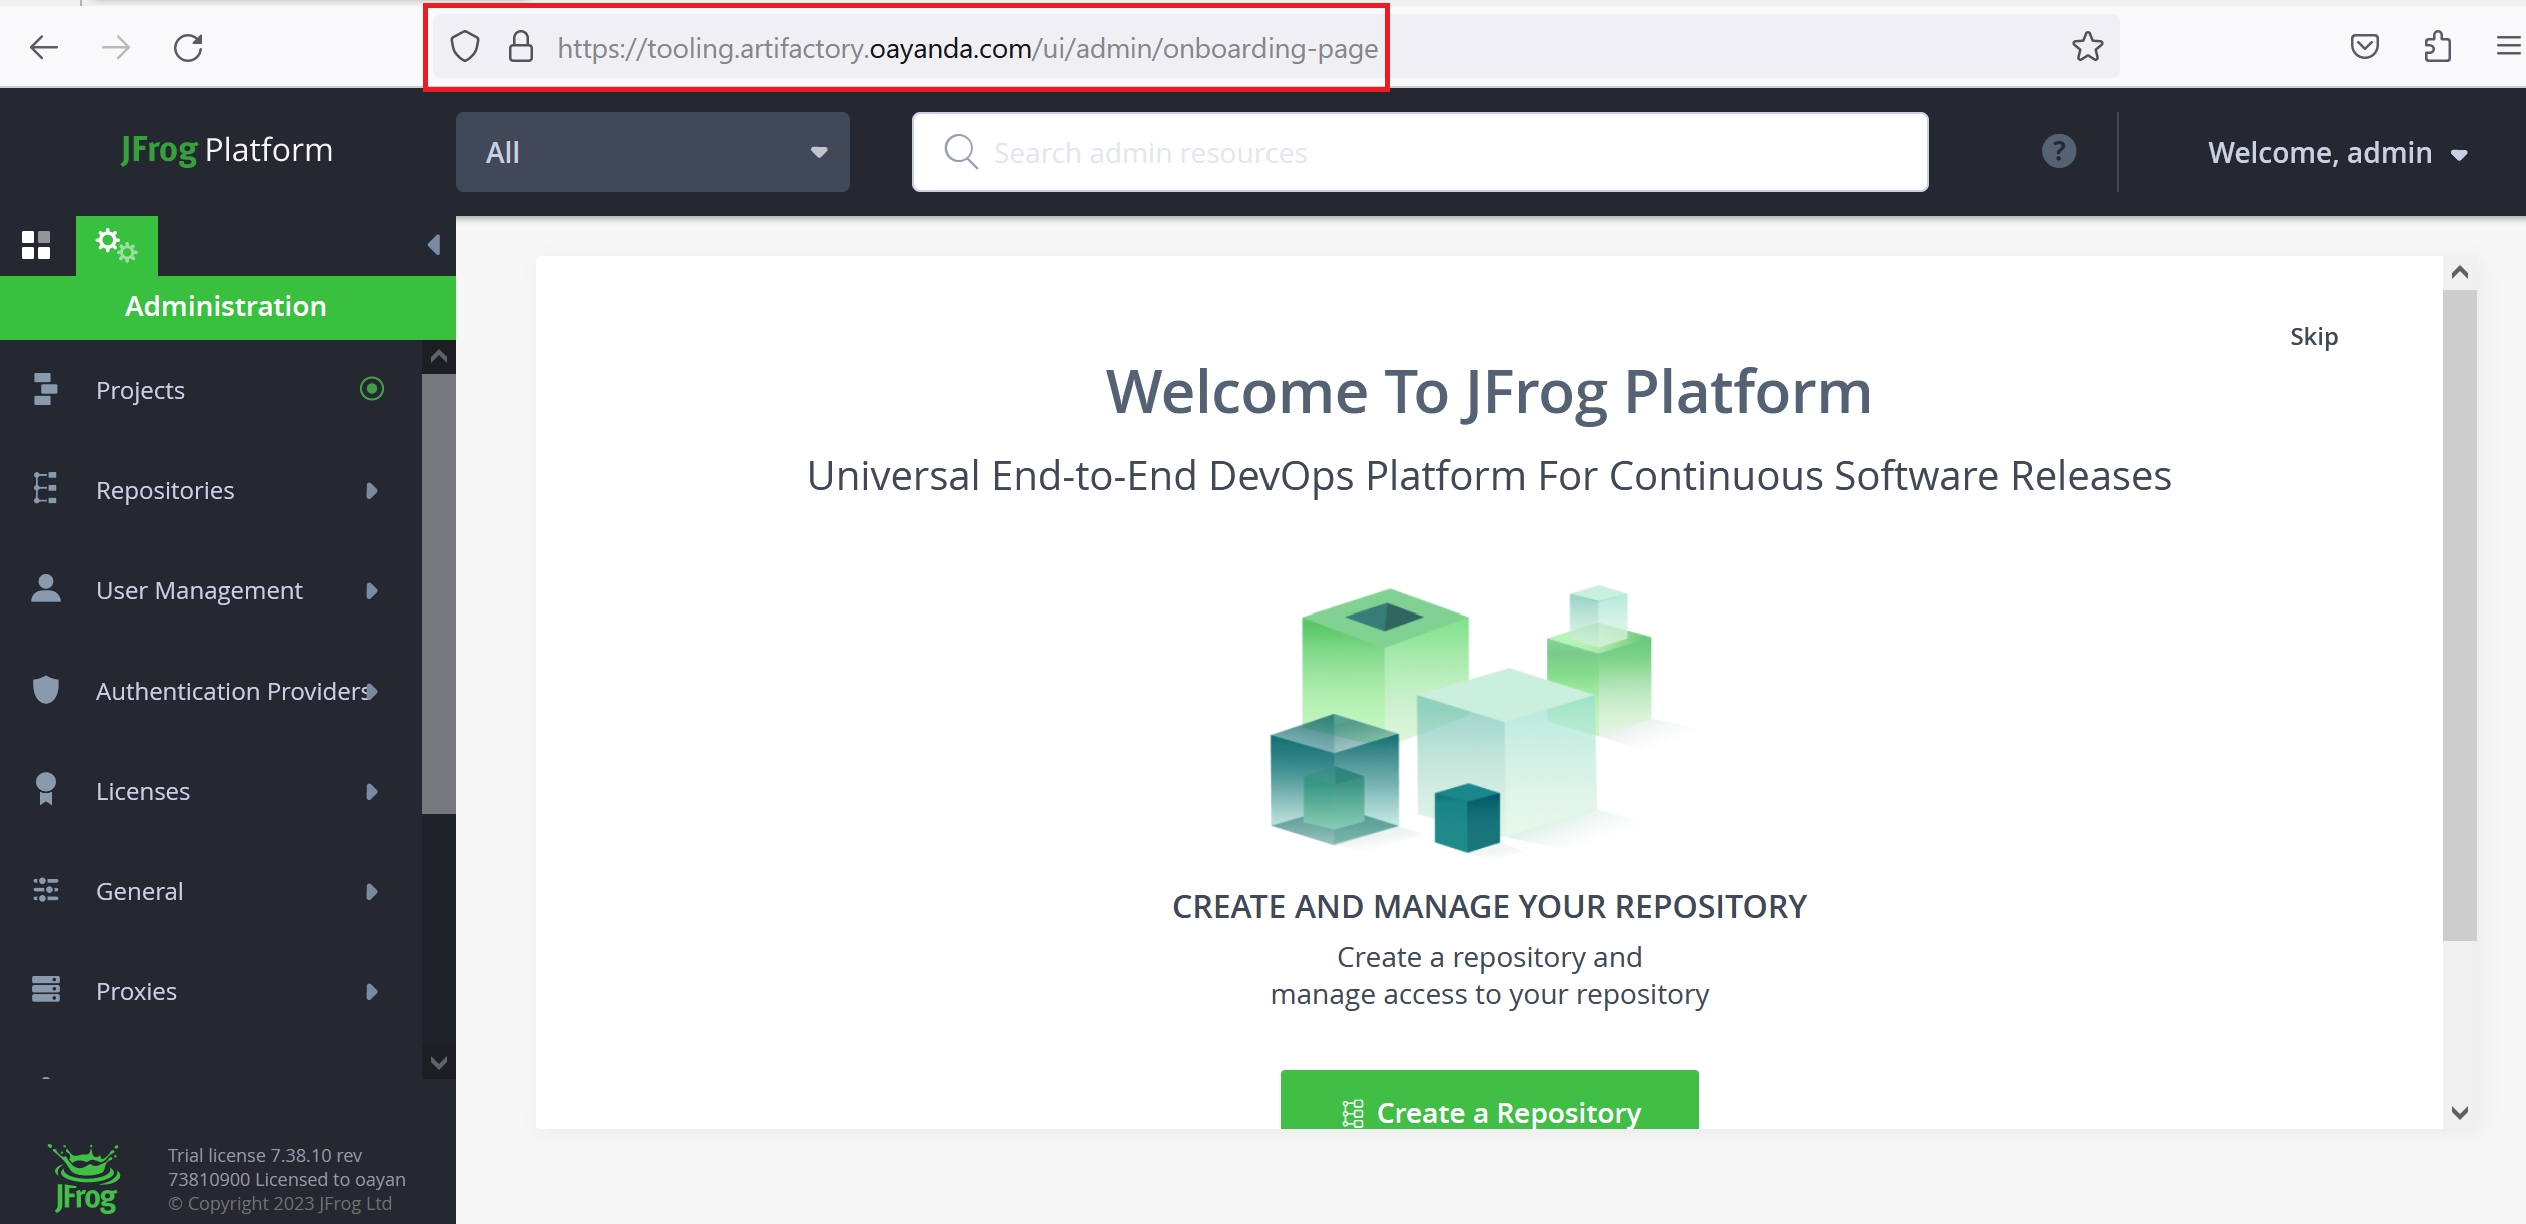 https://tooling.artifactory.oayanda.com/ui/admin/onboarding-page
JFrog Platform
All
Search admin resources
?
Welcome, admin
Administration
Projects
Repositories
User Management
Authentication Providers
Licenses
General
Proxies
Skip
Welcome To JFrog Platform
Universal End-to-End DevOps Platform For Continuous Software Releases
CREATE AND MANAGE YOUR REPOSITORY
Create a repository and
manage access to your repository
Create a Repository
JFrog
Trial license 7.38.10 rev
73810900 Licensed to oayan
© Copyright 2023 JFrog Ltd